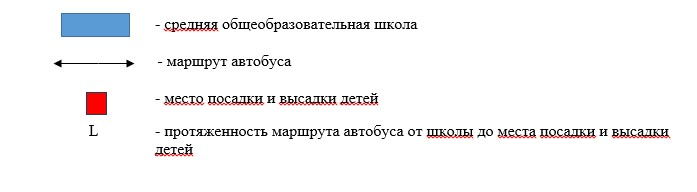 - средняя общеобразовательная школа
- маршрут автобуса
- место посадки и высадки детей
L - протяженность маршрута автобуса от школы до места посадки и высадки
детей